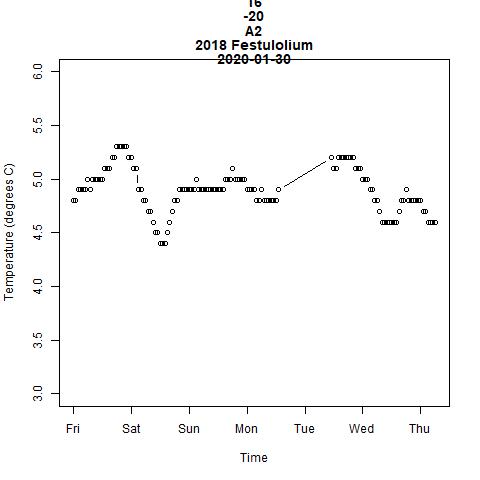 16
-20
A2
2018 Festulolium
2020-01-30
6.0
5.5
5.0
4.5
4.0
3.5
3.0
Temperature (degrees C)
Fri Sat Sun Mon Tue Wed Thu
Time